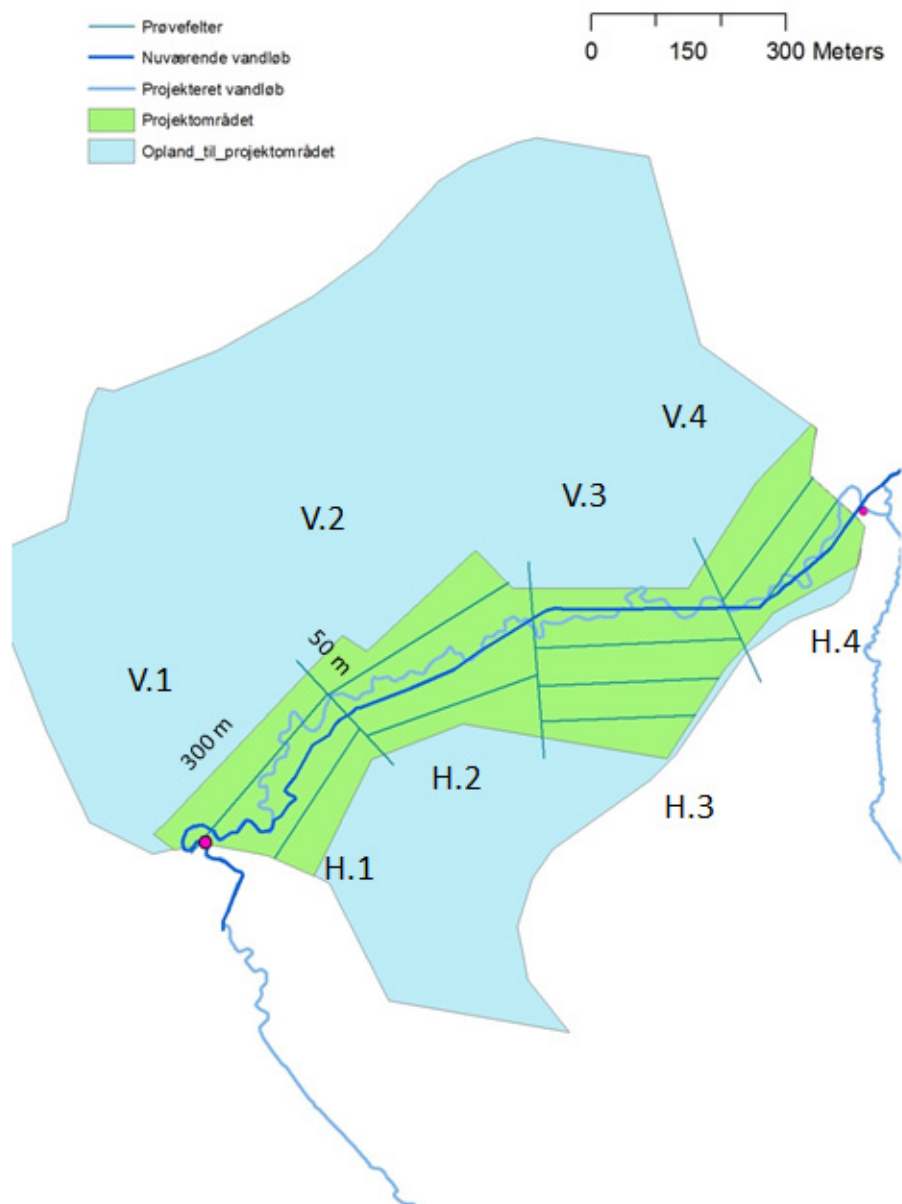 Prøvefelter
Nuværende vandløb
Projekteret vandløb
Projektområdet
Opland_til_projektområdet
0 150 300 Meters
V.4
V.3
V.2
50 m
V.1
H.4
300 m
H.2
H.3
H.1